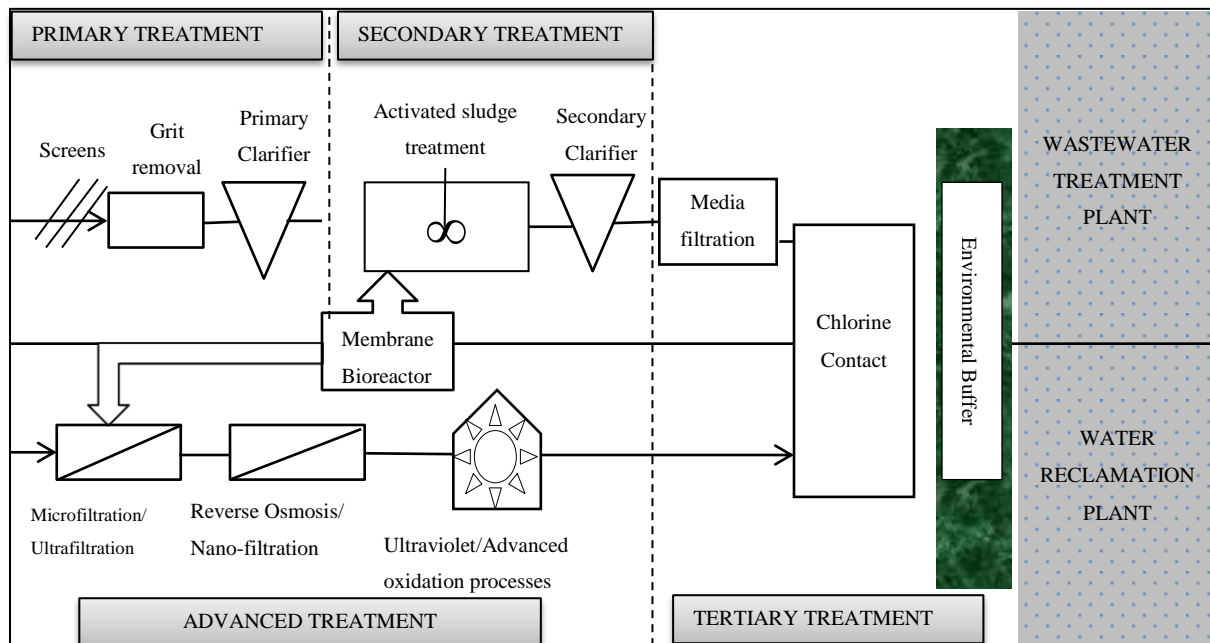 PRIMARY TREATMENT
SECONDARY TREATMENT
Screens
Grit
removal
Primary
Clarifier
Activated sludge
treatment
Secondary
Clarifier
Media
filtration
Chlorine
Contact
Environmental Buffer
WASTEWATER
TREATMENT
PLANT
Membrane
Bioreactor
Microfiltration/
Ultrafiltration
Reverse Osmosis/
Nano-filtration
Ultraviolet/Advanced
oxidation processes
WATER
RECLAMATION
PLANT
ADVANCED TREATMENT
TERTIARY TREATMENT